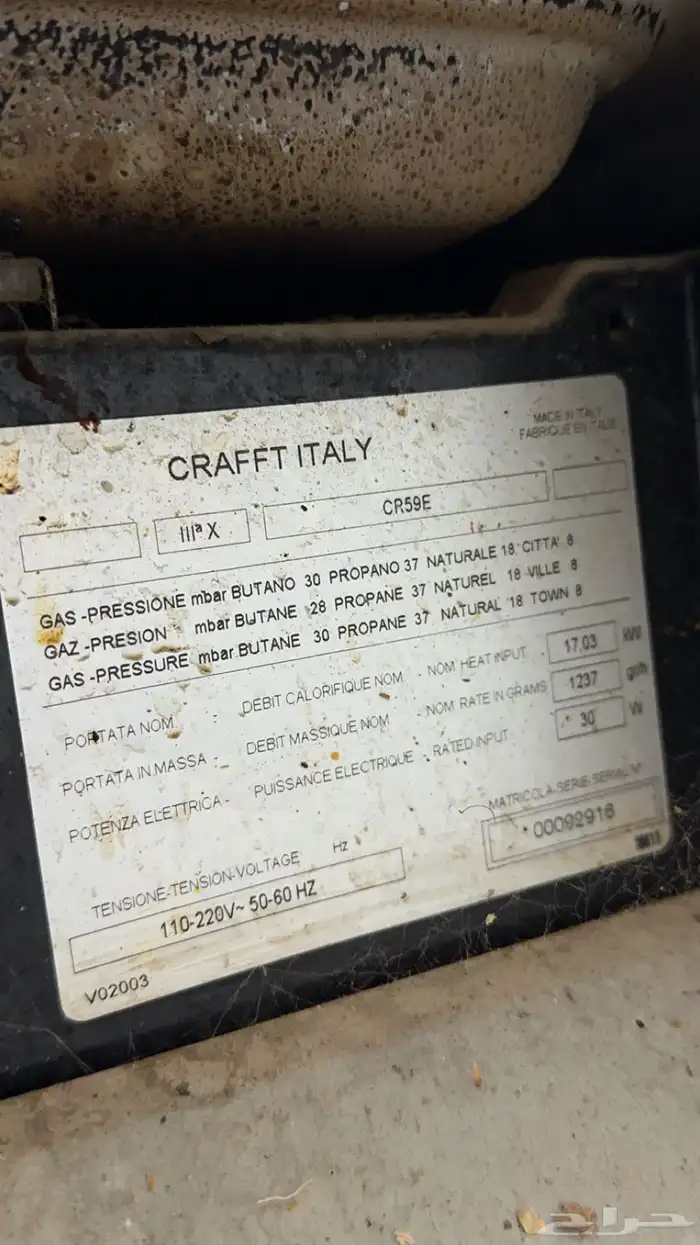 MADE IN ITALY
FABRIQUE EN ITALIE
CRAFFT ITALY
IIIª X
CR59E
GAS -PRESSIONE mbar BUTANO 30 PROPANO 37 NATURALE 18 CITTA' 8
GAZ -PRESION mbar BUTANE 28 PROPANE 37 NATUREL 18 VILLE 8
GAS -PRESSURE mbar BUTANE 30 PROPANE 37 NATURAL 18 TOWN 8
PORTATA NOM. - DEBIT CALORIFIQUE NOM - NOM HEAT INPUT - 17,03 kW
PORTATA IN.MASSA - DEBIT MASSIQUE NOM - NOM RATE IN GRAMS 1237 gr/h
POTENZA ELETTRICA - PUISSANCE ELECTRIQUE - RATED INPUT 30 W
MATRICOLA-SERIE-SERIAL N°
00092916
TENSIONE-TENSION-VOLTAGE Hz
110-220V~ 50-60 HZ
V02003
حراج